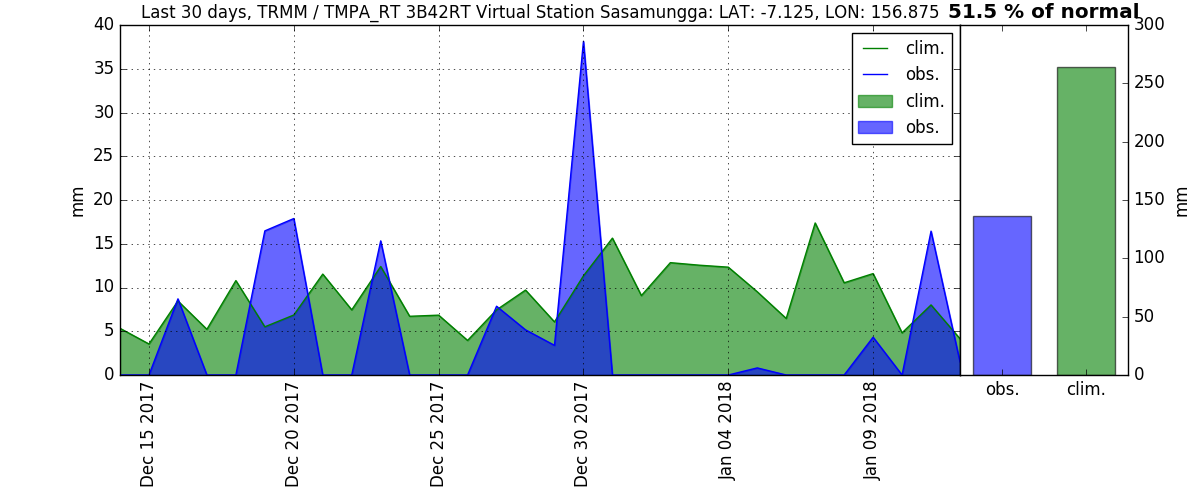 Last 30 days, TRMM / TMPA_RT 3B42RT Virtual Station Sasamungga: LAT: -7.125, LON: 156.875 51.5 % of normal
40
35
30
25
20
15
10
5
0
mm
clim.
obs.
clim.
obs.
300
250
200
150
100
50
0
mm
obs.
clim.
Dec 15 2017
Dec 20 2017
Dec 25 2017
Dec 30 2017
Jan 04 2018
Jan 09 2018